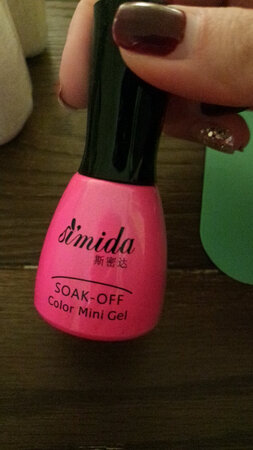 simida
斯密达
SOAK-OFF
Color Mini Gel